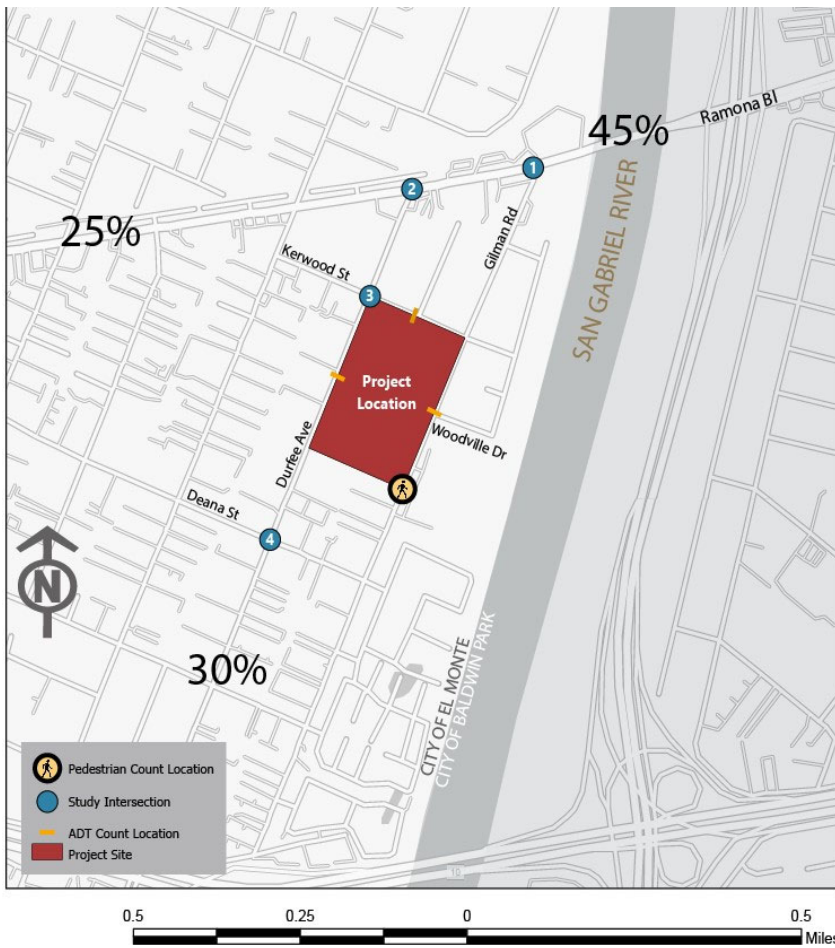 45%
Ramona Bl
1
2
25%
Gilman Rd
Kerwood St
SAN GABRIEL RIVER
3
Project
Location
Durfee Ave
Woodville Dr
Deana St
4
N
30%
CITY OF EL MONTE
CITY OF BALDWIN PARK
Pedestrian Count Location
Study Intersection
ADT Count Location
Project Site
10
0.5
0.25
0
0.5
Miles